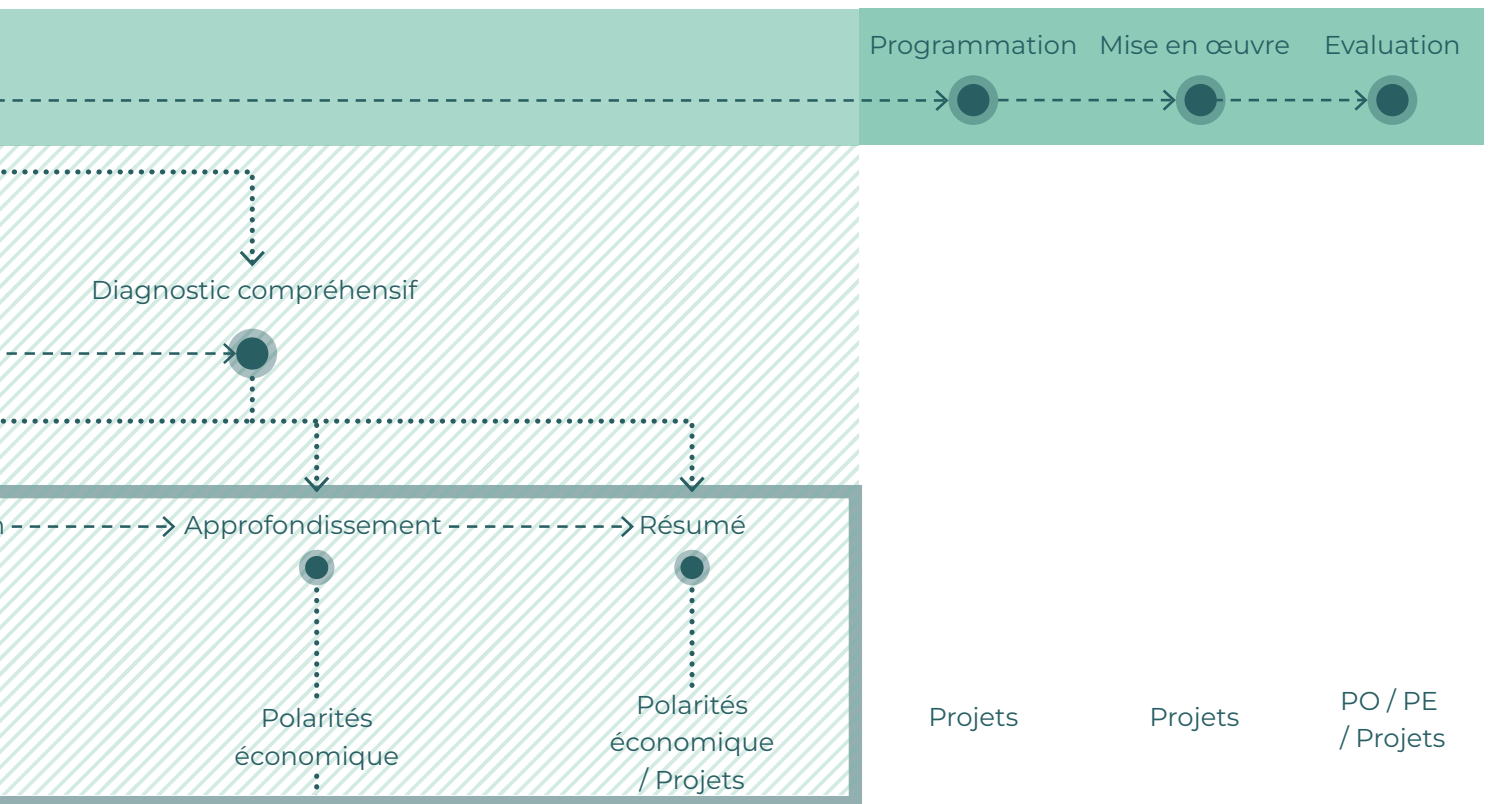 Programmation
Mise en œuvre
Evaluation
Diagnostic compréhensif
Approfondissement
Résumé
Polarités
économique
Polarités
économique
/ Projets
Projets
Projets
PO / PE
/ Projets